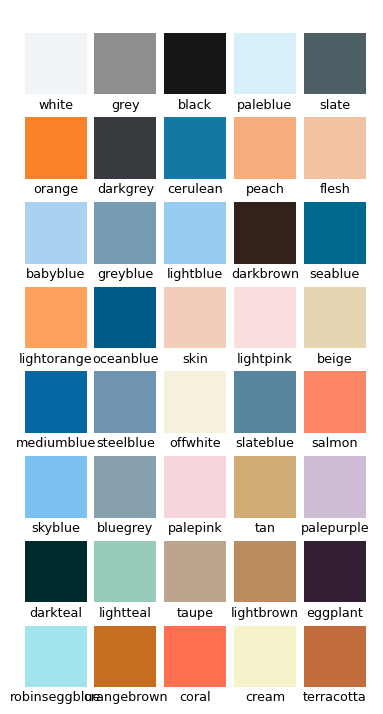 white grey black paleblue slate
orange darkgrey cerulean peach flesh
babyblue greyblue lightblue darkbrown seablue
lightorange oceanblue skin lightpink beige
mediumblue steelblue offwhite slateblue salmon
skyblue bluegrey palepink tan palepurple
darkteal lightteal taupe lightbrown eggplant
robinseggblue orangebrown coral cream terracotta